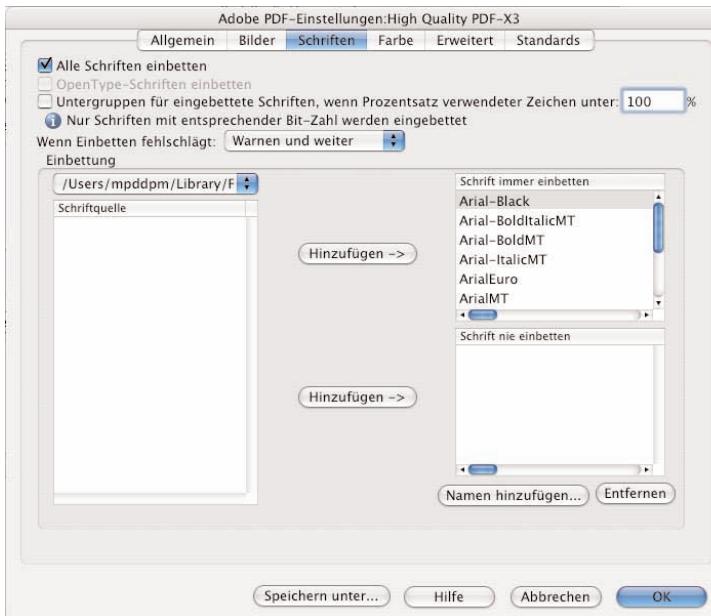 Adobe PDF-Einstellungen:High Quality PDF-X3
Allgemein Bilder Schriften Farbe Erweitert Standards
Alle Schriften einbetten
OpenType-Schriften einbetten
Untergruppen für eingebettete Schriften, wenn Prozentsatz verwendeter Zeichen unter: 100 %
Nur Schriften mit entsprechender Bit-Zahl werden eingebettet
Wenn Einbetten fehlschlägt: Warnen und weiter
Einbettung
/Users/mpddpm/Library/F
Schriftquelle
Hinzufügen ->
Schrift immer einbetten
Arial-Black
Arial-BoldItalicMT
Arial-BoldMT
Arial-ItalicMT
ArialEuro
ArialMT
Hinzufügen ->
Schrift nie einbetten
Namen hinzufügen... Entfernen
Speichern unter... Hilfe Abbrechen OK